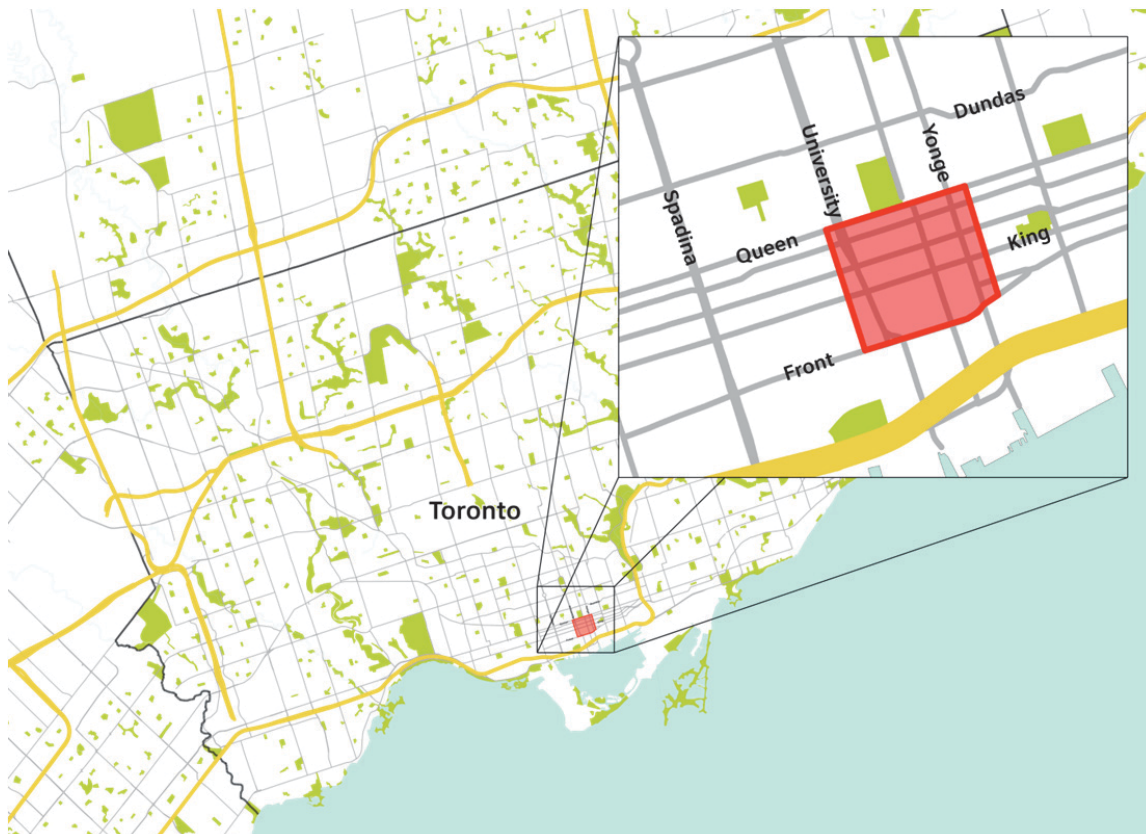 Dundas
Yonge
University
Spadina
Queen
King
Front
Toronto